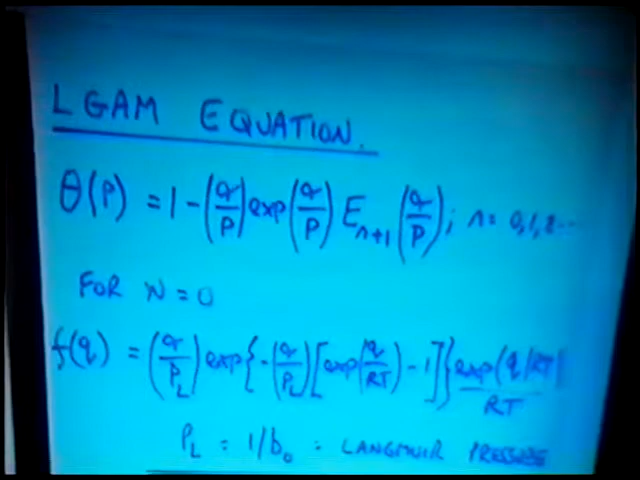 LGAM EQUATION.
θ(P) = 1 - (α/P) exp(α/P) E_{n+1} (α/P); n = 0,1,2...
FOR N = 0
f(q) = (α/P_L) exp{-(α/P_L)[exp(q/RT) - 1]} exp(q/RT)/RT
P_L = 1/b_0 = LANGMUIR PRESSURE